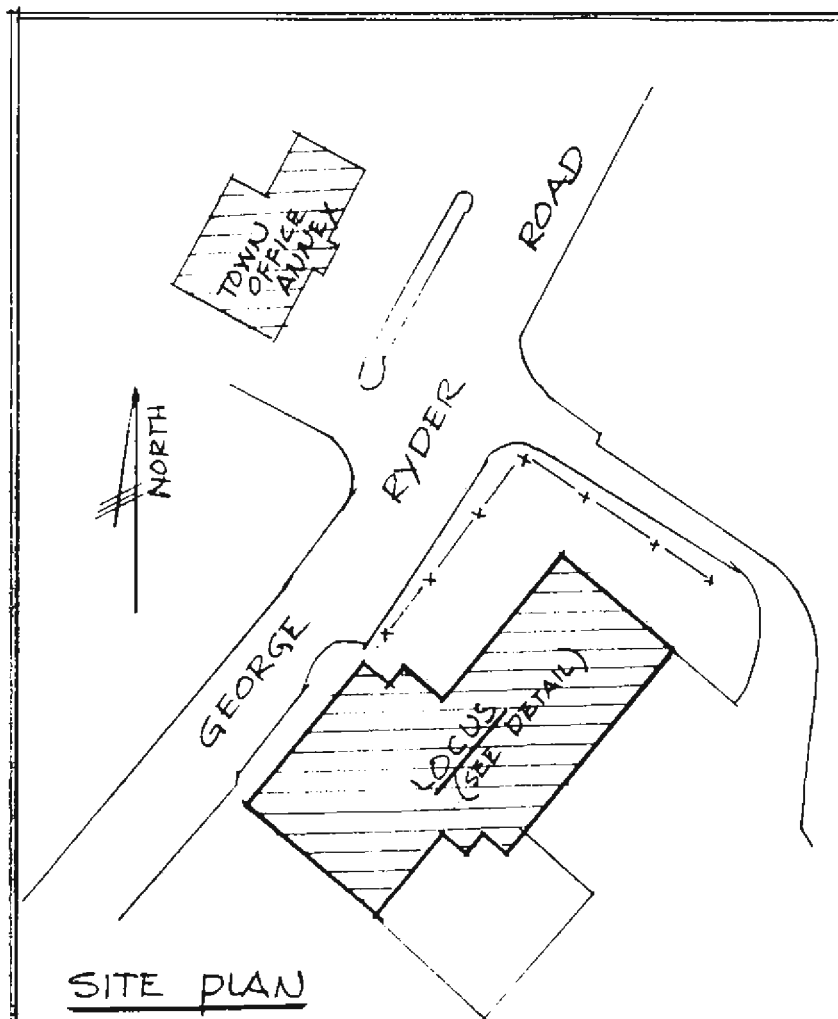 TOWN
OFFICE
ANNEX
GEORGE RYDER ROAD
NORTH
LOCUS
(SEE DETAIL)
SITE PLAN